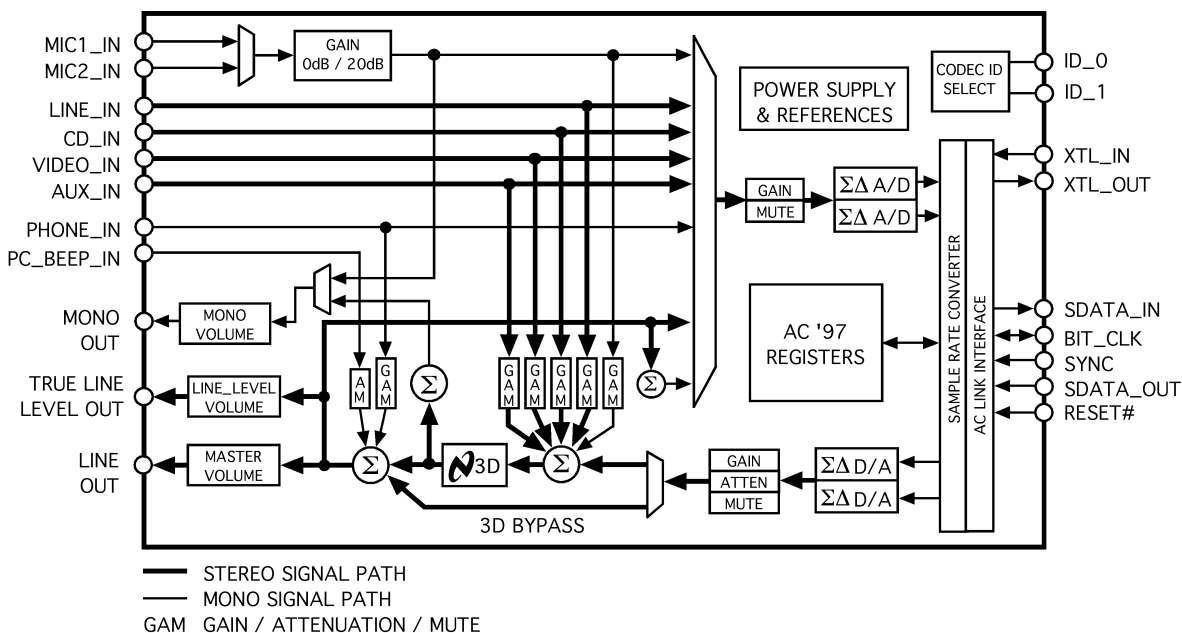 MIC1_IN
MIC2_IN
LINE_IN
CD_IN
VIDEO_IN
AUX_IN
PHONE_IN
PC_BEEP_IN
MONO
OUT
TRUE LINE
LEVEL OUT
LINE
OUT
GAIN
0dB / 20dB
MONO
VOLUME
LINE_LEVEL
VOLUME
MASTER
VOLUME
AM
GAM
Σ
GAM
GAM
GAM
GAM
GAM
Σ
Σ
3D
Σ
3D BYPASS
POWER SUPPLY
& REFERENCES
CODEC ID
SELECT
GAIN
MUTE
ΣΔ A/D
ΣΔ A/D
AC '97
REGISTERS
GAIN
ATTEN
MUTE
ΣΔ D/A
ΣΔ D/A
SAMPLE RATE CONVERTER
AC LINK INTERFACE
ID_0
ID_1
XTL_IN
XTL_OUT
SDATA_IN
BIT_CLK
SYNC
SDATA_OUT
RESET#
STEREO SIGNAL PATH
MONO SIGNAL PATH
GAM GAIN / ATTENUATION / MUTE